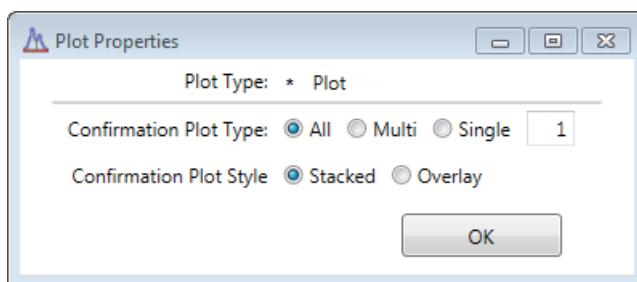 Plot Properties
Plot Type: * Plot
Confirmation Plot Type: All Multi Single 1
Confirmation Plot Style Stacked Overlay
OK